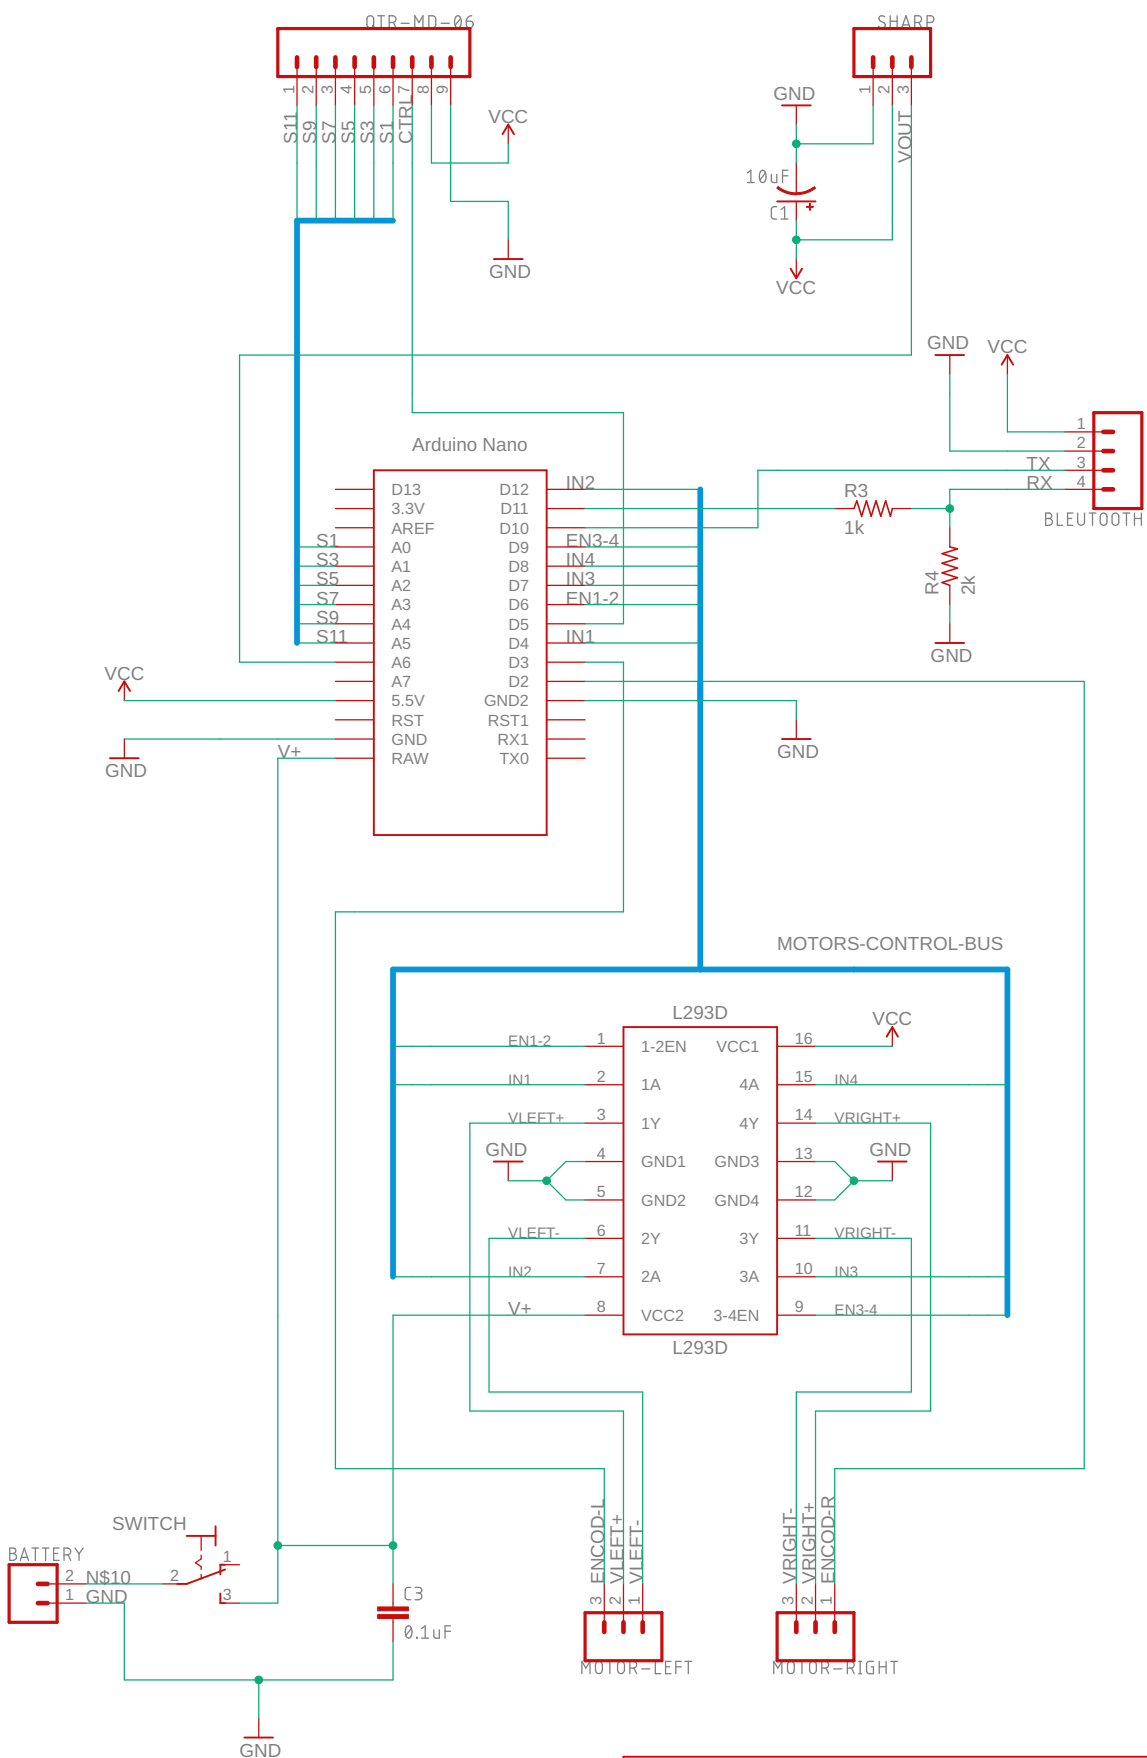 QTR-MD-06
SHARP
1 2 3 4 5 6 7 8 9
S11 S9 S7 S5 S3 S1 CTRL
VCC
GND
1 2 3
VOUT
GND
10uF
C1
+
VCC
GND
VCC
1
2
TX 3
RX 4
BLEUTOOTH
R3
1k
R4
2k
GND
Arduino Nano
D13 D12 IN2
3.3V D11
AREF D10
S1 A0 D9 EN3-4
S3 A1 D8 IN4
S5 A2 D7 IN3
S7 A3 D6 EN1-2
S9 A4 D5
S11 A5 D4 IN1
A6 D3
VCC
A7 D2
5.5V GND2
RST RST1
GND RX1
V+ RAW TX0
GND
GND
MOTORS-CONTROL-BUS
L293D
VCC
EN1-2 1 1-2EN VCC1 16
IN1 2 1A 4A 15 IN4
VLEFT+ 3 1Y 4Y 14 VRIGHT+
GND 4 GND1 GND3 13 GND
5 GND2 GND4 12
VLEFT- 6 2Y 3Y 11 VRIGHT-
IN2 7 2A 3A 10 IN3
V+ 8 VCC2 3-4EN 9 EN3-4
L293D
SWITCH
BATTERY
2 N$10 2 1
1 GND 3
C3
0.1uF
GND
ENCOD-L VLEFT+ VLEFT-
3 2 1
MOTOR-LEFT
VRIGHT- VRIGHT+ ENCOD-R
3 2 1
MOTOR-RIGHT